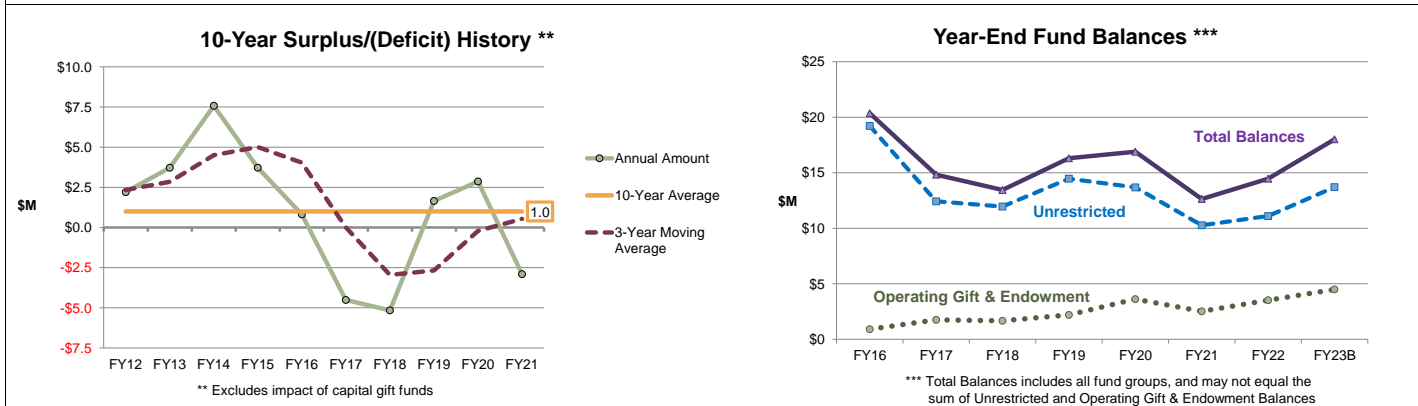 10-Year Surplus/(Deficit) History **
$10.0
$7.5
$5.0
$2.5
$0.0
-$2.5
-$5.0
-$7.5
$M
FY12 FY13 FY14 FY15 FY16 FY17 FY18 FY19 FY20 FY21
1.0
Annual Amount
10-Year Average
3-Year Moving
Average
** Excludes impact of capital gift funds
Year-End Fund Balances ***
$25
$20
$15
$10
$5
$0
$M
Total Balances
Unrestricted
Operating Gift & Endowment
FY16 FY17 FY18 FY19 FY20 FY21 FY22 FY23B
*** Total Balances includes all fund groups, and may not equal the
sum of Unrestricted and Operating Gift & Endowment Balances